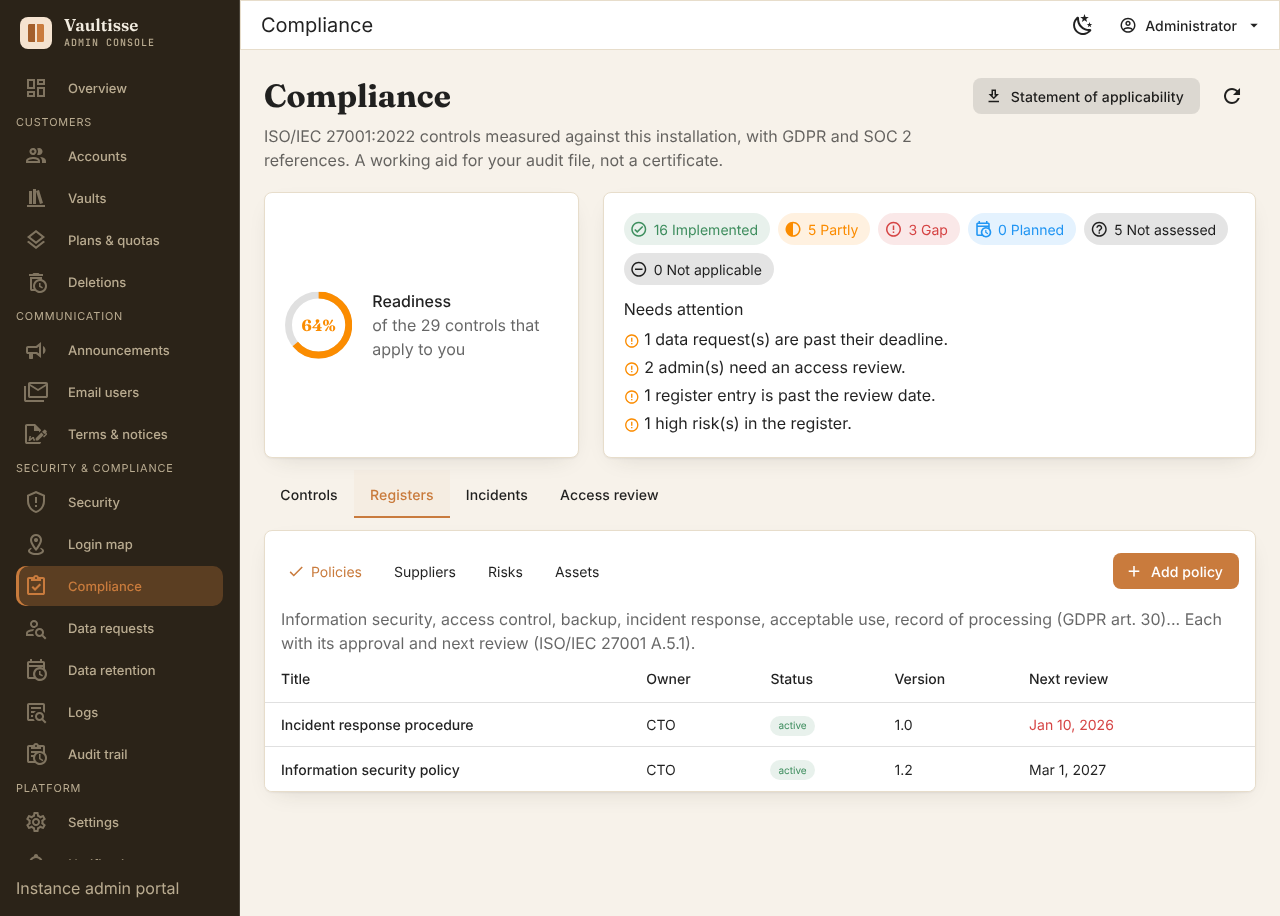 Vaultisse
ADMIN CONSOLE
Overview
CUSTOMERS
Accounts
Vaults
Plans & quotas
Deletions
COMMUNICATION
Announcements
Email users
Terms & notices
SECURITY & COMPLIANCE
Security
Login map
Compliance
Data requests
Data retention
Logs
Audit trail
PLATFORM
Settings
Instance admin portal
Compliance
Administrator
Compliance
Statement of applicability
ISO/IEC 27001:2022 controls measured against this installation, with GDPR and SOC 2
references. A working aid for your audit file, not a certificate.
64%
Readiness
of the 29 controls that
apply to you
16 Implemented
5 Partly
3 Gap
0 Planned
5 Not assessed
0 Not applicable
Needs attention
1 data request(s) are past their deadline.
2 admin(s) need an access review.
1 register entry is past the review date.
1 high risk(s) in the register.
Controls
Registers
Incidents
Access review
Policies
Suppliers
Risks
Assets
Add policy
Information security, access control, backup, incident response, acceptable use, record of processing (GDPR art. 30)... Each
with its approval and next review (ISO/IEC 27001 A.5.1).
Title Owner Status Version Next review
Incident response procedure CTO active 1.0 Jan 10, 2026
Information security policy CTO active 1.2 Mar 1, 2027